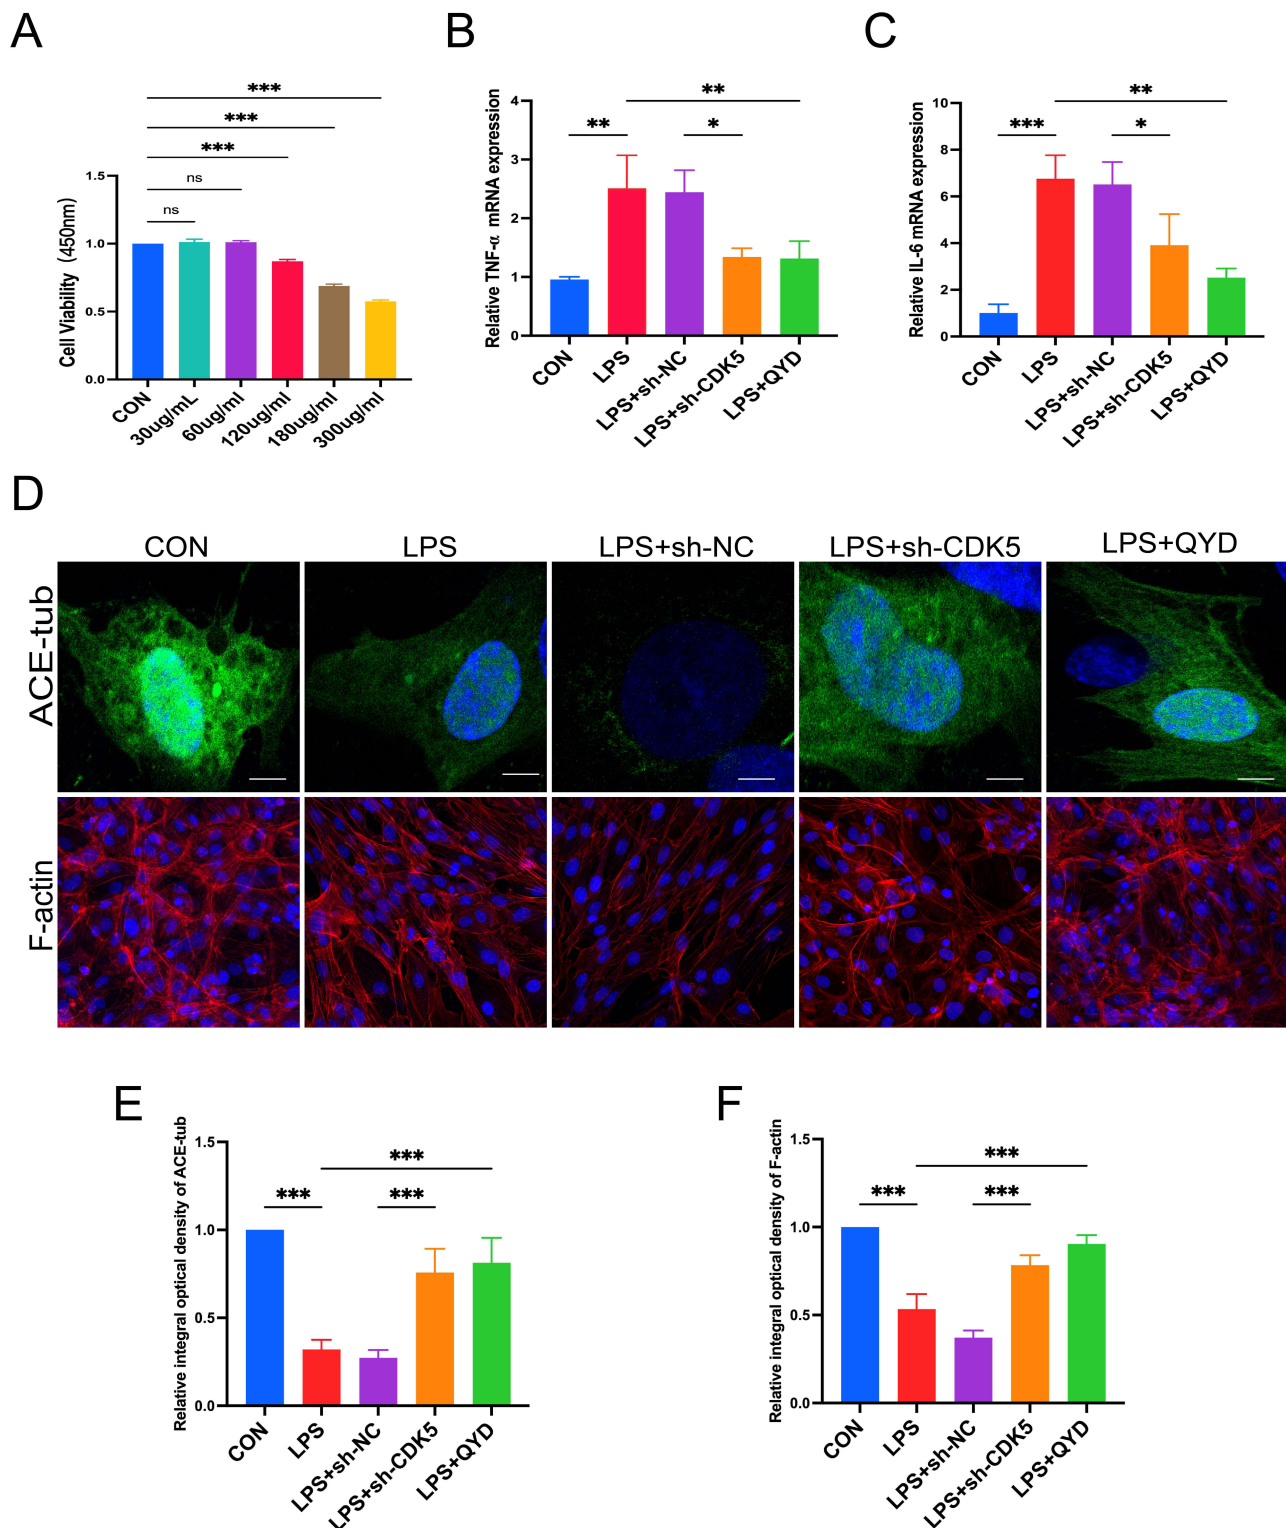 A
***
***
***
ns
ns
Cell Viability (450nm)
1.5
1.0
0.5
0.0
CON
30ug/mL
60ug/ml
120ug/ml
180ug/ml
300ug/ml
B
**
**
*
Relative TNF-α mRNA expression
4
3
2
1
0
CON
LPS
LPS+sh-NC
LPS+sh-CDK5
LPS+QYD
C
**
***
*
Relative IL-6 mRNA expression
10
8
6
4
2
0
CON
LPS
LPS+sh-NC
LPS+sh-CDK5
LPS+QYD
D
CON
LPS
LPS+sh-NC
LPS+sh-CDK5
LPS+QYD
ACE-tub
F-actin
E
***
***
***
Relative integral optical density of ACE-tub
1.5
1.0
0.5
0.0
CON
LPS
LPS+sh-NC
LPS+sh-CDK5
LPS+QYD
F
***
***
***
Relative integral optical density of F-actin
1.5
1.0
0.5
0.0
CON
LPS
LPS+sh-NC
LPS+sh-CDK5
LPS+QYD